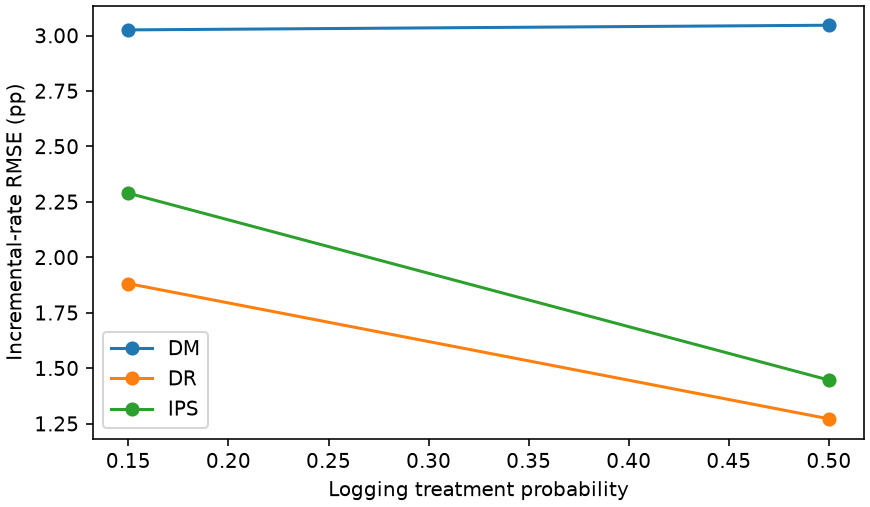 3.00
2.75
2.50
2.25
2.00
1.75
1.50
1.25
Incremental-rate RMSE (pp)
DM
DR
IPS
0.15 0.20 0.25 0.30 0.35 0.40 0.45 0.50
Logging treatment probability